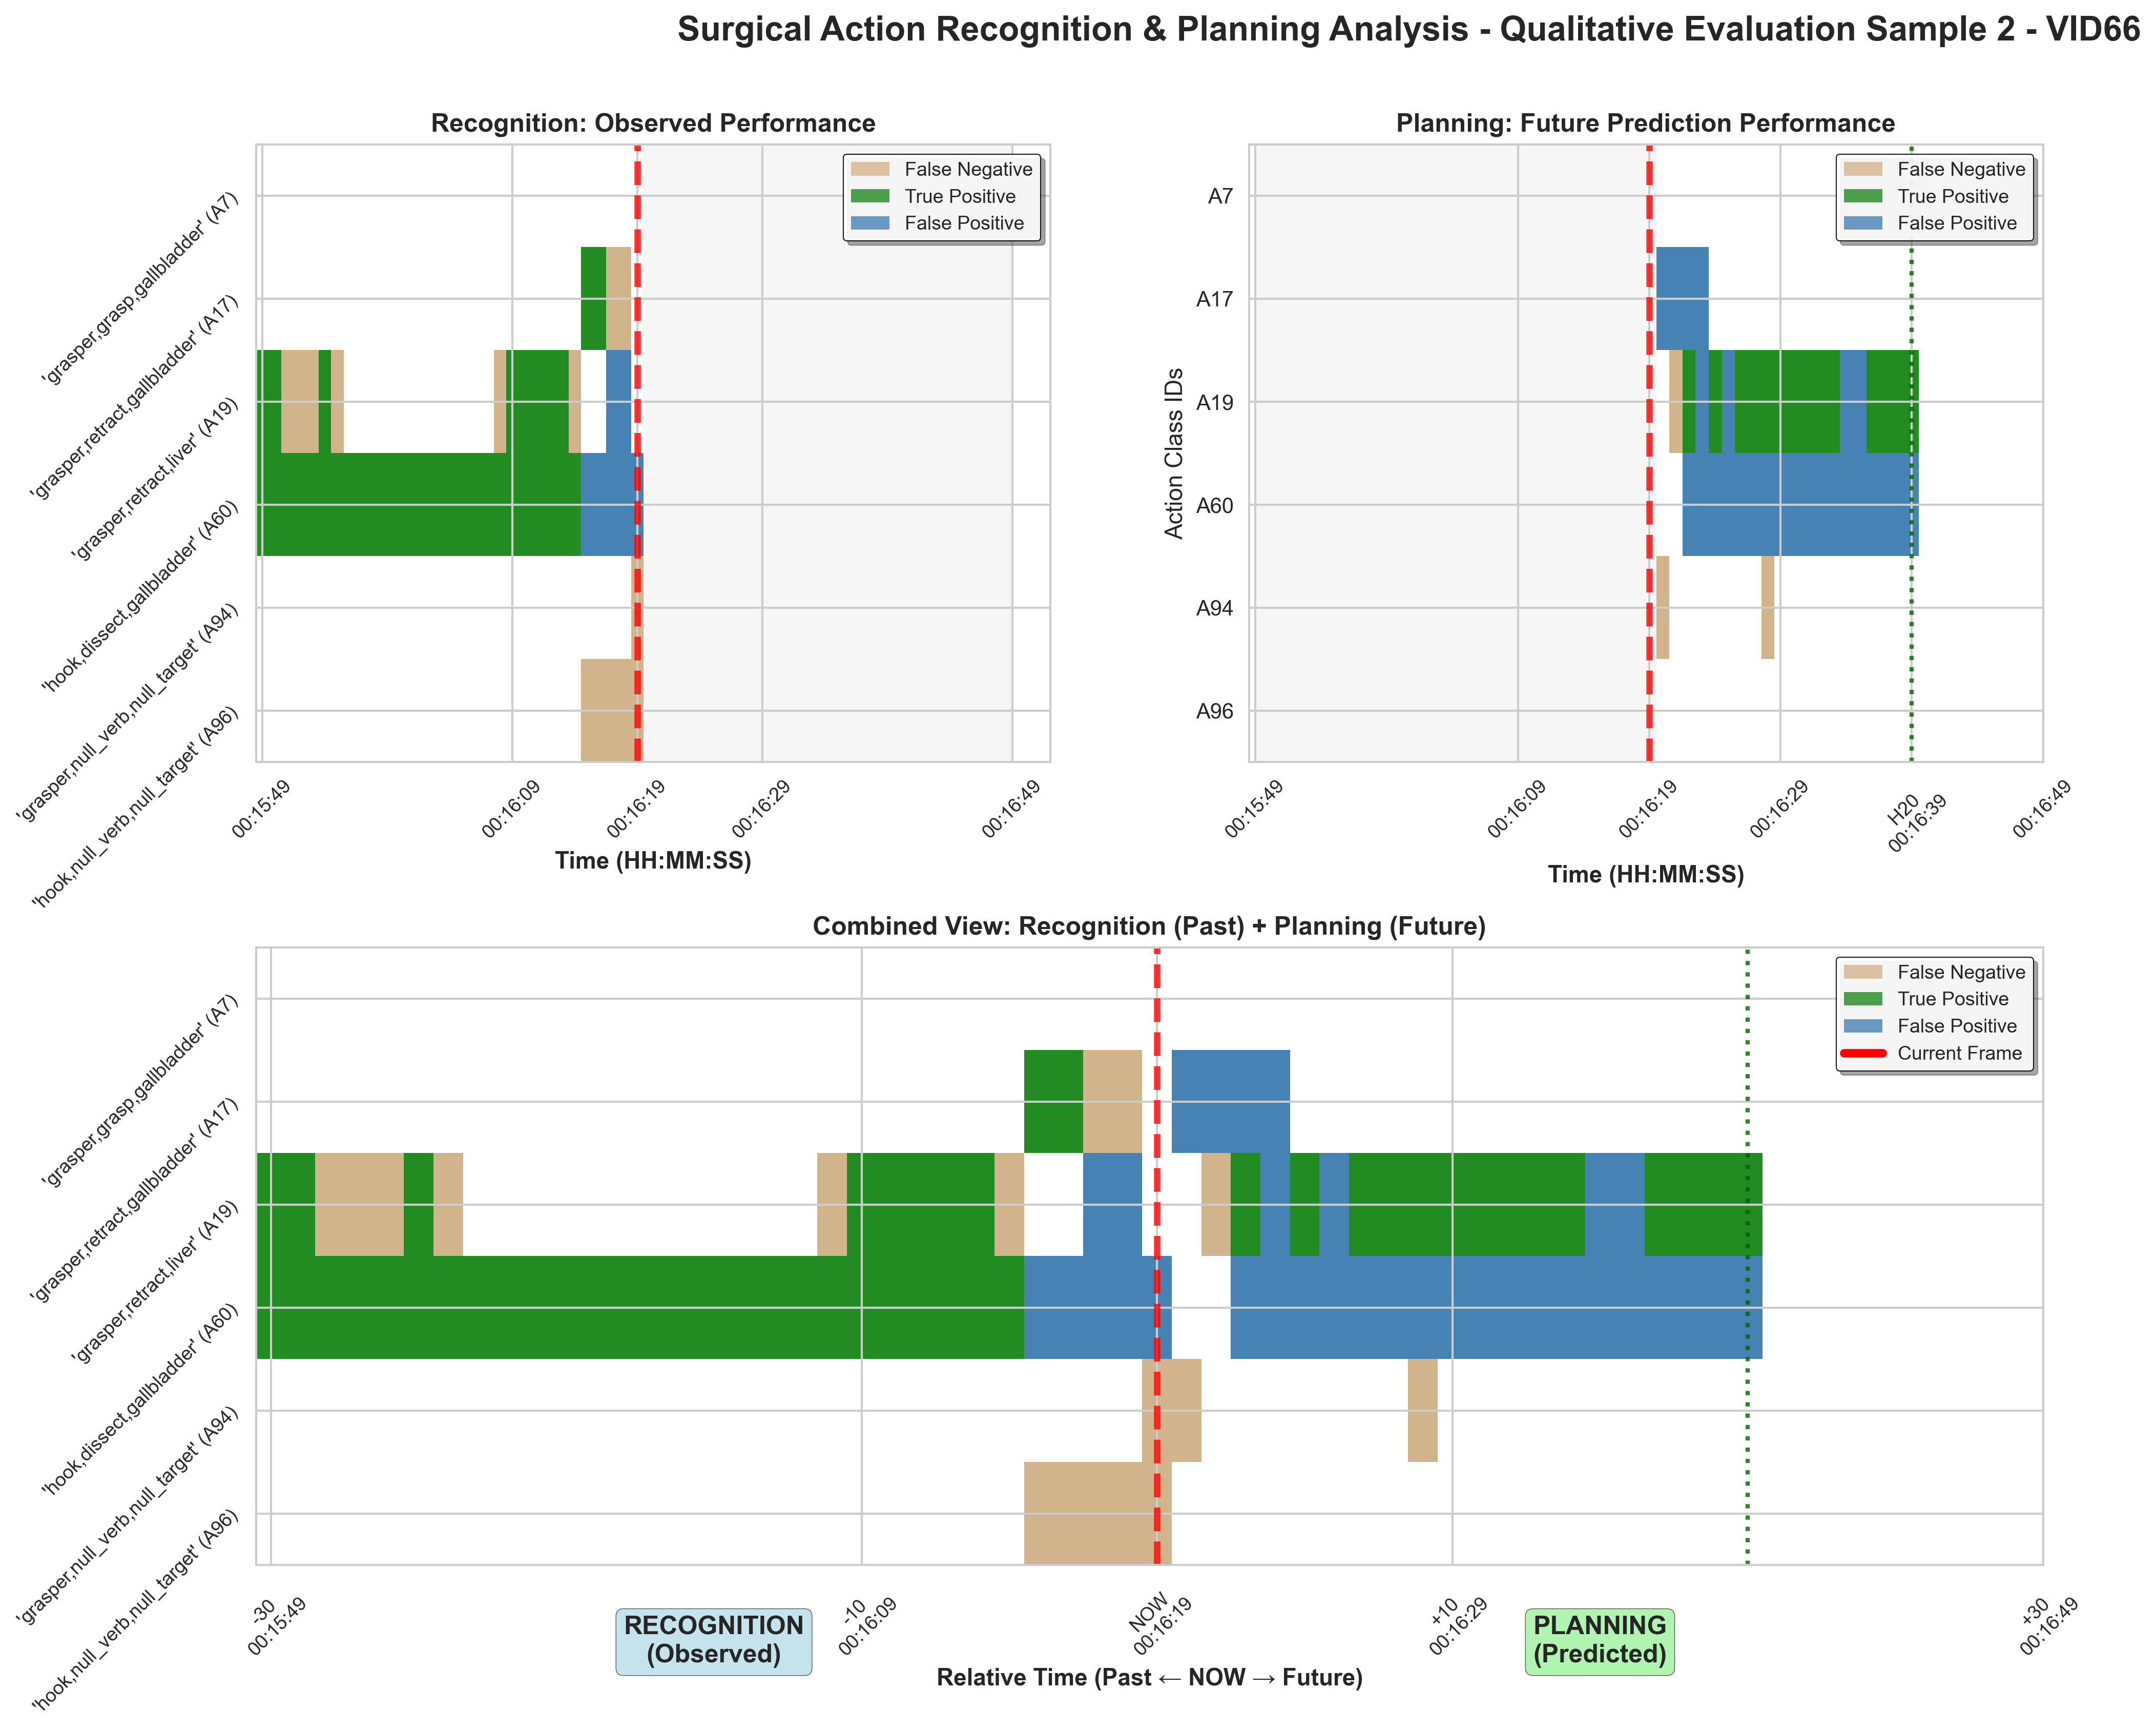 Surgical Action Recognition & Planning Analysis - Qualitative Evaluation Sample 2 - VID66
Recognition: Observed Performance
False Negative
True Positive
False Positive
'grasper,grasp,gallbladder' (A7)
'grasper,retract,gallbladder' (A17)
'grasper,retract,liver' (A19)
'hook,dissect,gallbladder' (A60)
'grasper,null_verb,null_target' (A94)
'hook,null_verb,null_target' (A96)
00:15:49
00:16:09
00:16:19
00:16:29
00:16:49
Time (HH:MM:SS)
Planning: Future Prediction Performance
False Negative
True Positive
False Positive
Action Class IDs
A7
A17
A19
A60
A94
A96
00:15:49
00:16:09
00:16:19
00:16:29
H20
00:16:39
00:16:49
Time (HH:MM:SS)
Combined View: Recognition (Past) + Planning (Future)
False Negative
True Positive
False Positive
Current Frame
'grasper,grasp,gallbladder' (A7)
'grasper,retract,gallbladder' (A17)
'grasper,retract,liver' (A19)
'hook,dissect,gallbladder' (A60)
'grasper,null_verb,null_target' (A94)
'hook,null_verb,null_target' (A96)
-30
00:15:49
-10
00:16:09
NOW
00:16:19
+10
00:16:29
+30
00:16:49
RECOGNITION
(Observed)
PLANNING
(Predicted)
Relative Time (Past ← NOW → Future)